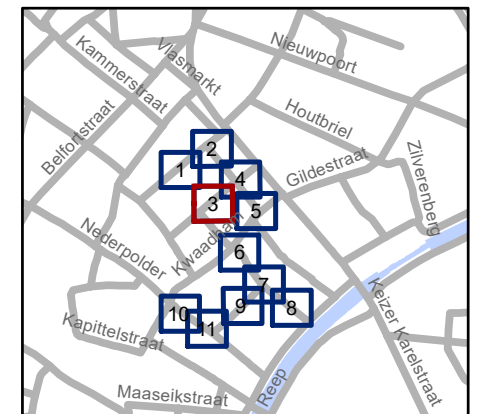 Nieuwpoort
Vlasmarkt
Kammerstraat
Houtbriel
Belfortstraat
Zilverenberg
Gildestraat
2
1
4
3
5
Kwaadham
Nederpolder
6
7
10
9
8
11
Keizer Karelstraat
Kapittelstraat
Reep
Maaseikstraat